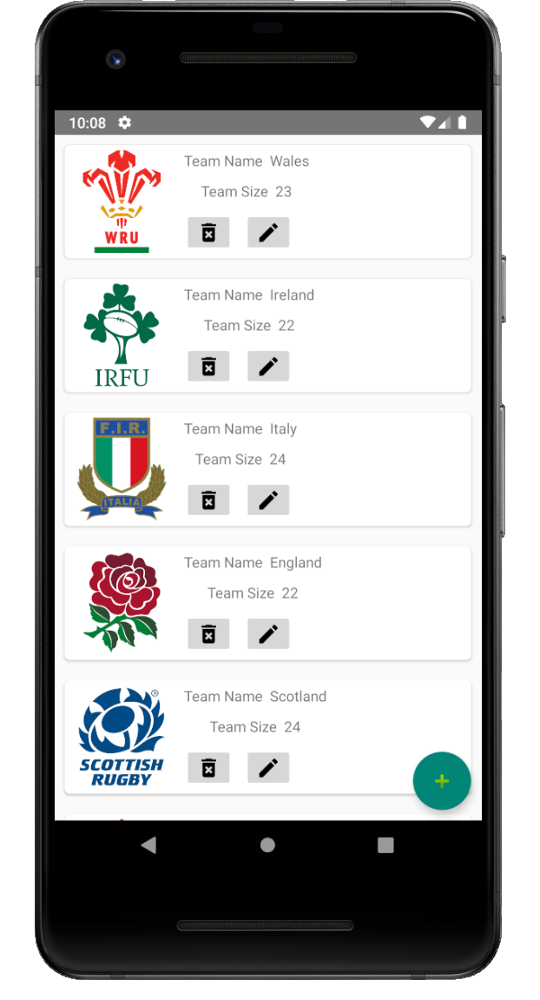 10:08
Team Name Wales
Team Size 23
WRU
Team Name Ireland
Team Size 22
IRFU
Team Name Italy
Team Size 24
F.I.R.
ITALIA
Team Name England
Team Size 22
Team Name Scotland
Team Size 24
®
SCOTTISH
RUGBY